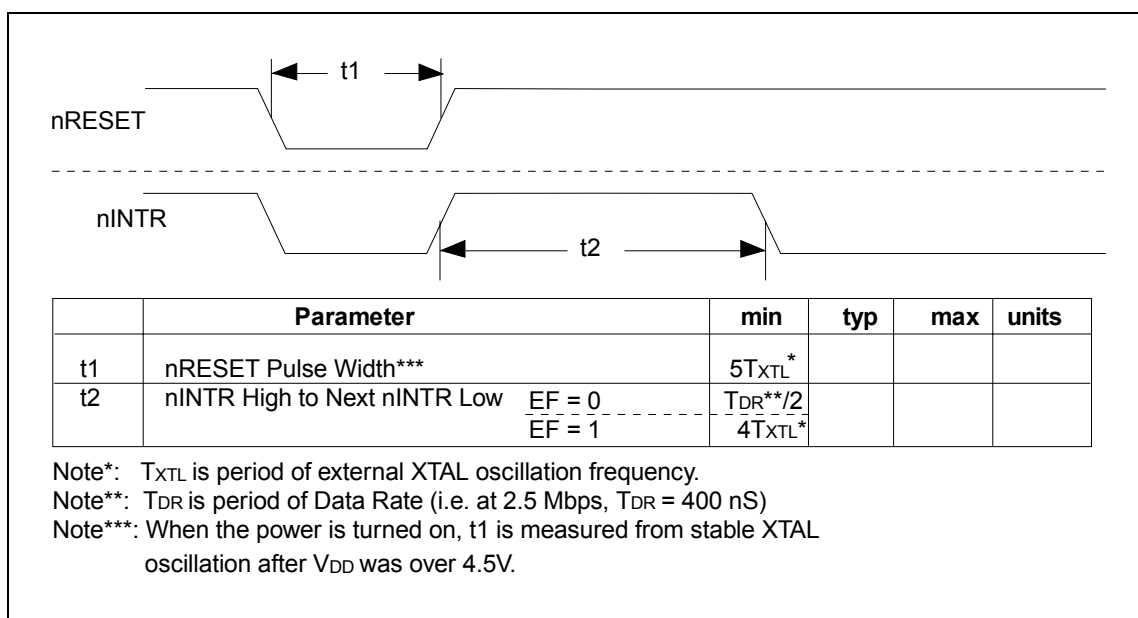 t1
nRESET
nINTR
t2
Parameter min typ max units
t1 nRESET Pulse Width*** 5TXTL*
t2 nINTR High to Next nINTR Low EF = 0 TDR**/2
EF = 1 4TXTL*
Note*: TXTL is period of external XTAL oscillation frequency.
Note**: TDR is period of Data Rate (i.e. at 2.5 Mbps, TDR = 400 nS)
Note***: When the power is turned on, t1 is measured from stable XTAL
oscillation after VDD was over 4.5V.